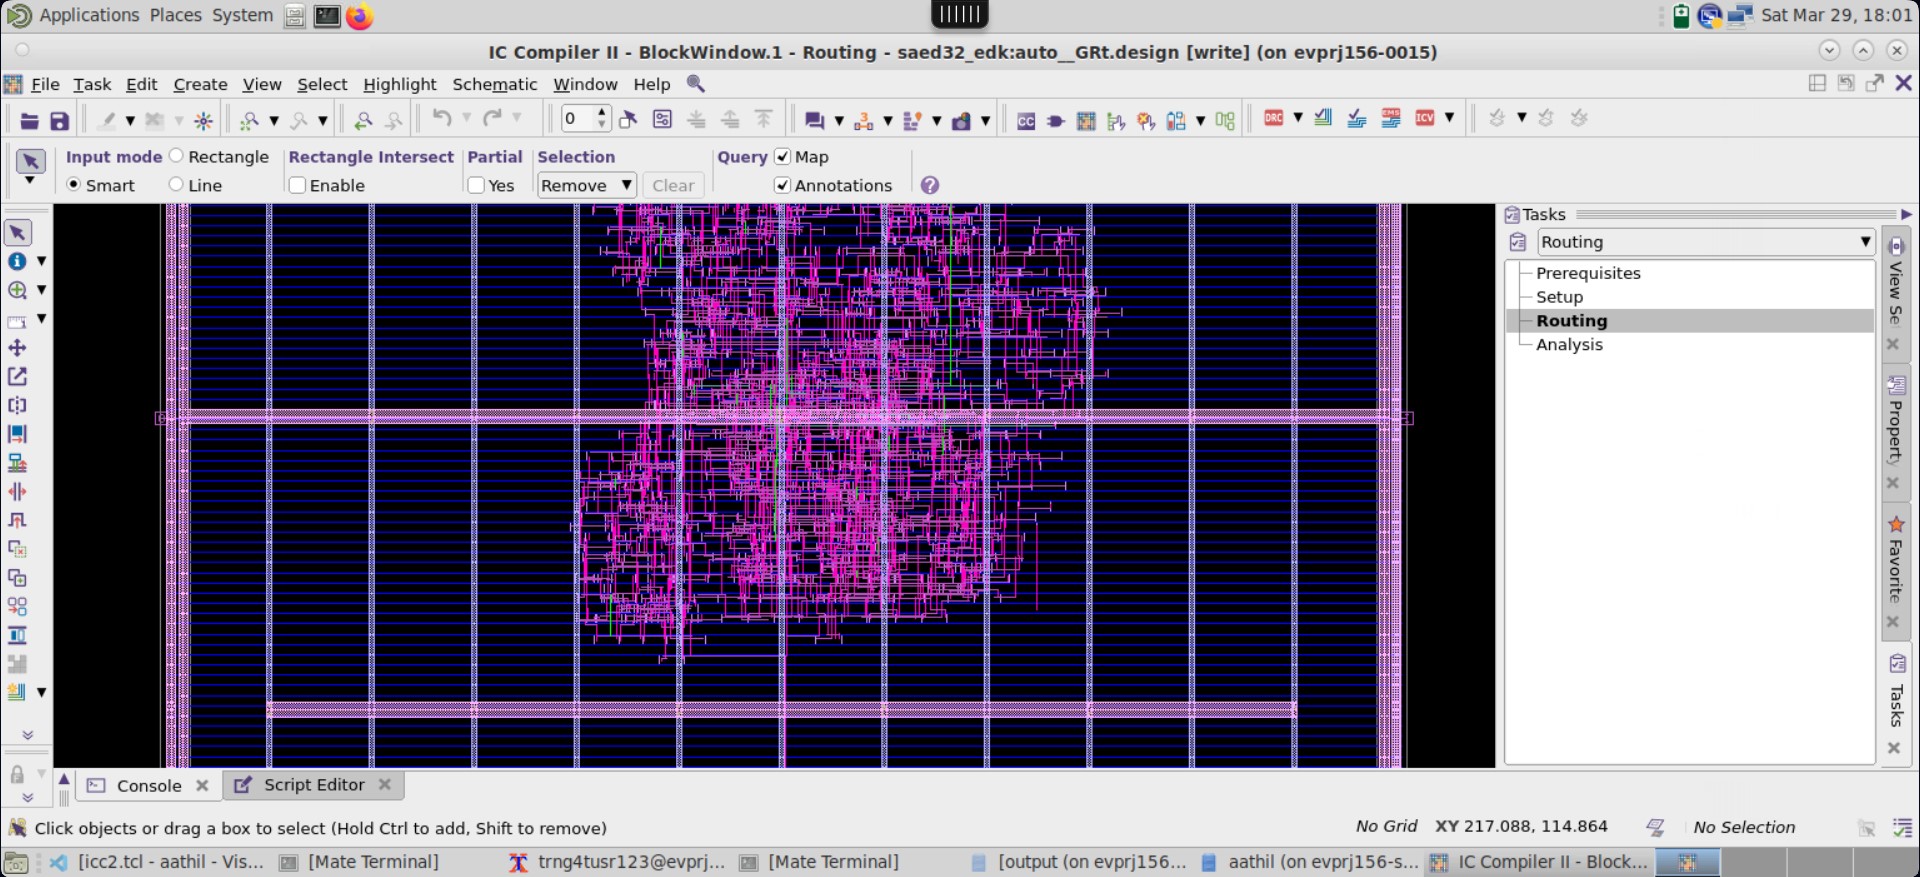 Applications Places System Sat Mar 29, 18:01
IC Compiler II - BlockWindow.1 - Routing - saed32_edk:auto__GRt.design [write] (on evprj156-0015)
File Task Edit Create View Select Highlight Schematic Window Help
0 CC DRC ICV
Input mode Rectangle Rectangle Intersect Partial Selection Query Map
Smart Line Enable Yes Remove Clear Annotations
Tasks
Routing
Prerequisites
Setup
Routing
Analysis
View Se
Property
Favorite
Tasks
Console Script Editor
Click objects or drag a box to select (Hold Ctrl to add, Shift to remove) No Grid XY 217.088, 114.864 No Selection
[icc2.tcl - aathil - Vis... [Mate Terminal] trng4tusr123@evprj... [Mate Terminal] [output (on evprj156... aathil (on evprj156-s... IC Compiler II - Block...